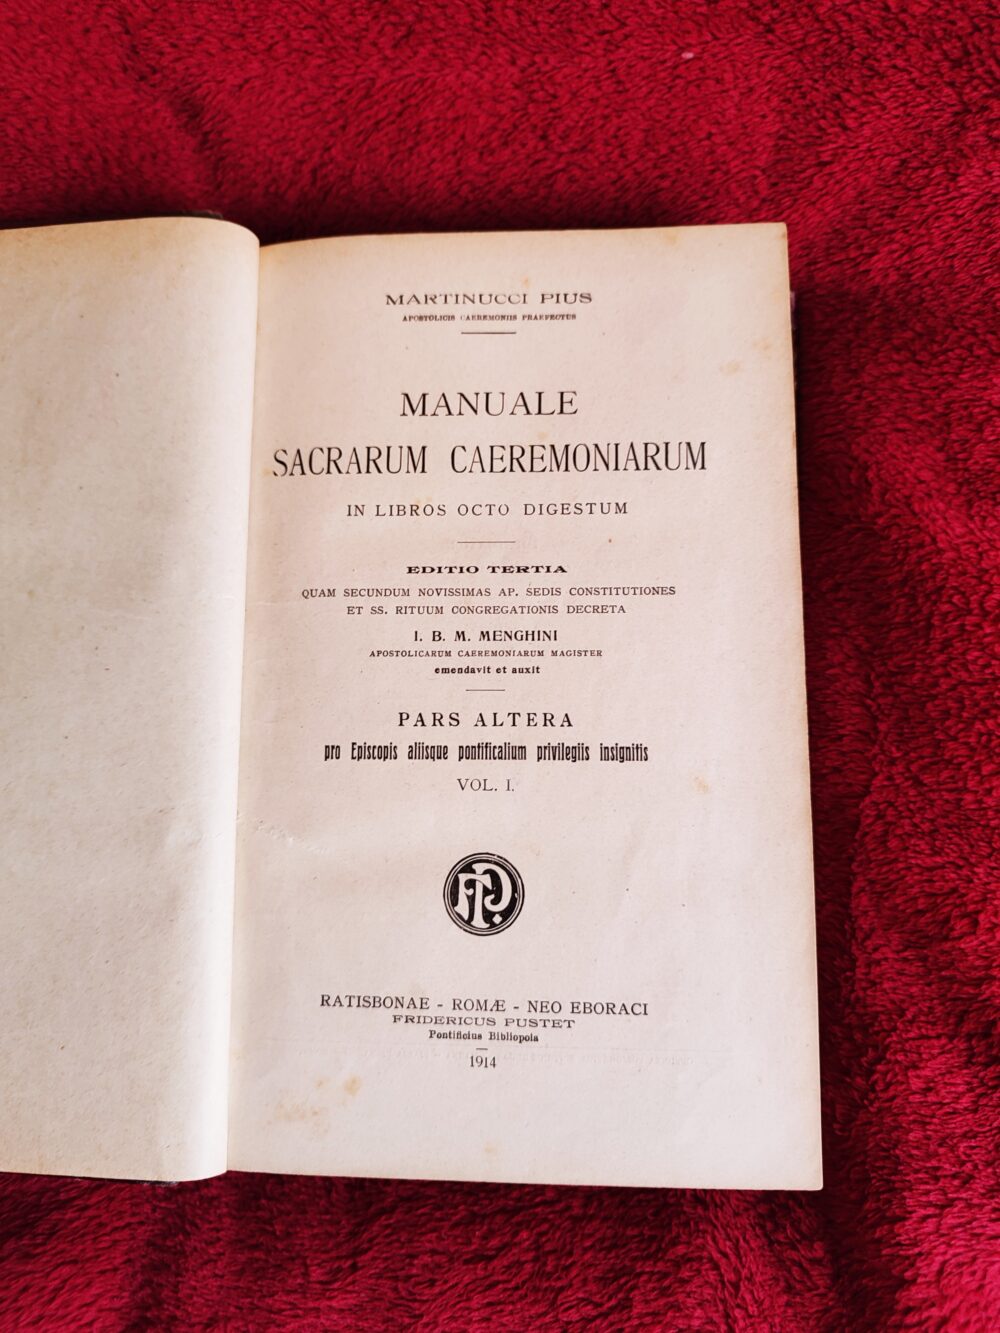 MARTINUCCI PIUS
APOSTOLICIS CAEREMONIIS PRAEFECTUS
MANUALE
SACRARUM CAEREMONIARUM
IN LIBROS OCTO DIGESTUM
EDITIO TERTIA
QUAM SECUNDUM NOVISSIMAS AP. SEDIS CONSTITUTIONES
ET SS. RITUUM CONGREGATIONIS DECRETA
I. B. M. MENGHINI
APOSTOLICARUM CAEREMONIARUM MAGISTER
emendavit et auxit
PARS ALTERA
pro Episcopis aliisque pontificalium privilegiis insignitis
VOL. I.
RATISBONAE - ROMÆ - NEO EBORACI
FRIDERICUS PUSTET
Pontificius Bibliopola
1914